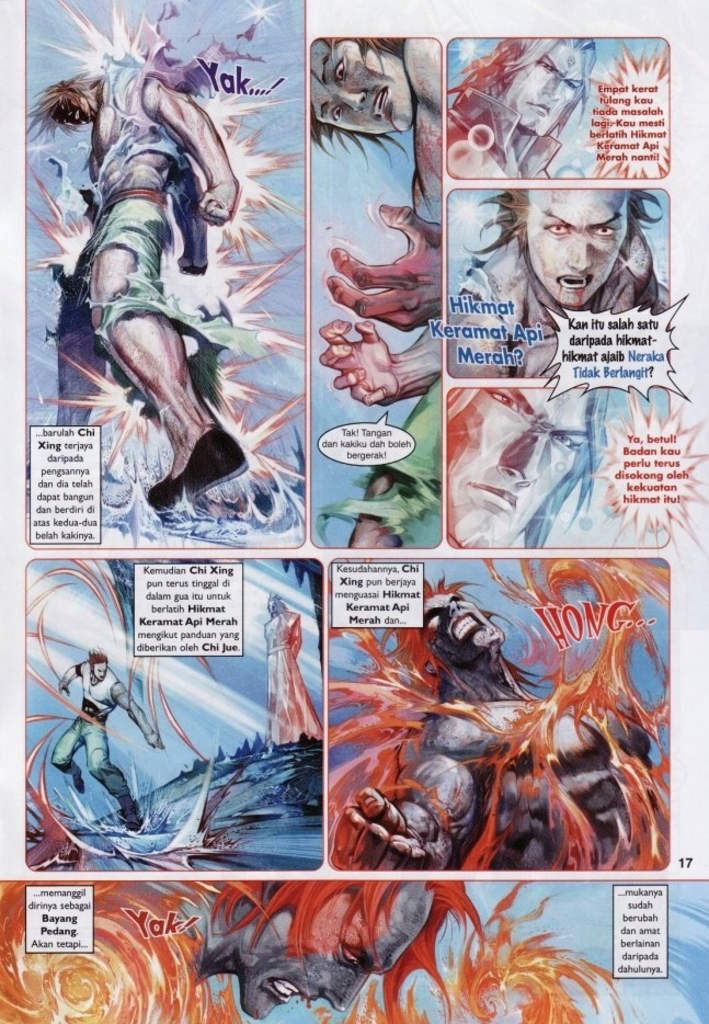 Yak....!
...barulah Chi
Xing terjaya
daripada
pengsannya
dan dia telah
dapat bangun
dan berdiri di
atas kedua-dua
belah kakinya.
Tak! Tangan
dan kakiku dah boleh
bergerak!
Empat kerat
tulang kau
tiada masalah
lagi. Kau mesti
berlatih Hikmat
Keramat Api
Merah nanti!
Hikmat
Keramat Api
Merah?
Kan itu salah satu
daripada hikmat-
hikmat ajaib Neraka
Tidak Berlangit?
Ya, betul!
Badan kau
perlu terus
disokong oleh
kekuatan
hikmat itu!
Kemudian Chi Xing
pun terus tinggal di
dalam gua itu untuk
berlatih Hikmat
Keramat Api Merah
mengikut panduan yang
diberikan oleh Chi Jue.
Kesudahannya, Chi
Xing pun berjaya
menguasai Hikmat
Keramat Api
Merah dan...
HONG...
17
...memanggil
dirinya sebagai
Bayang
Pedang.
Akan tetapi...
Yak!
...mukanya
sudah
berubah
dan amat
berlainan
daripada
dahulunya.